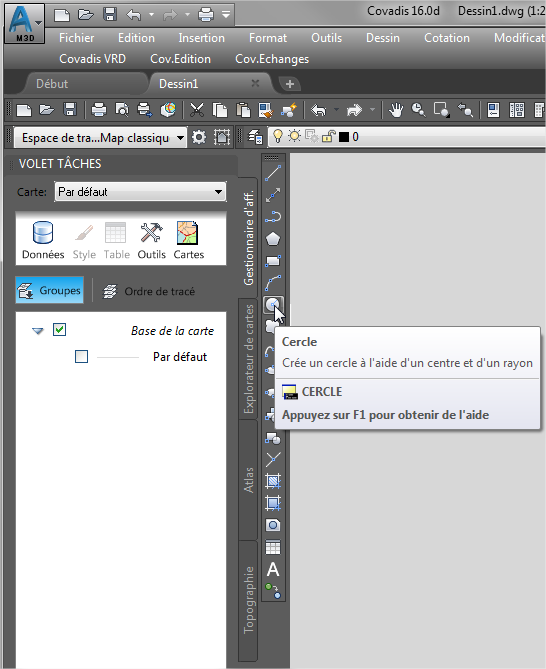 Covadis 16.0d Dessin1.dwg (1:2
M3D
Fichier Edition Insertion Format Outils Dessin Cotation Modificat
Covadis VRD Cov.Edition Cov.Echanges
Début Dessin1
Espace de tra...Map classique 0
VOLET TÂCHES
Carte: Par défaut
Données Style Table Outils Cartes
Groupes Ordre de tracé
Base de la carte
Par défaut
Gestionnaire d'aff.
Explorateur de cartes
Atlas
Topographie
A
Cercle
Crée un cercle à l'aide d'un centre et d'un rayon
CERCLE
Appuyez sur F1 pour obtenir de l'aide